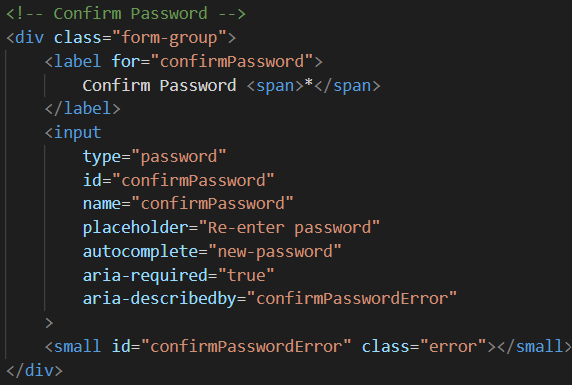 <!-- Confirm Password -->
<div class="form-group">
    <label for="confirmPassword">
        Confirm Password <span>*</span>
    </label>
    <input
        type="password"
        id="confirmPassword"
        name="confirmPassword"
        placeholder="Re-enter password"
        autocomplete="new-password"
        aria-required="true"
        aria-describedby="confirmPasswordError"
    >
    <small id="confirmPasswordError" class="error"></small>
</div>